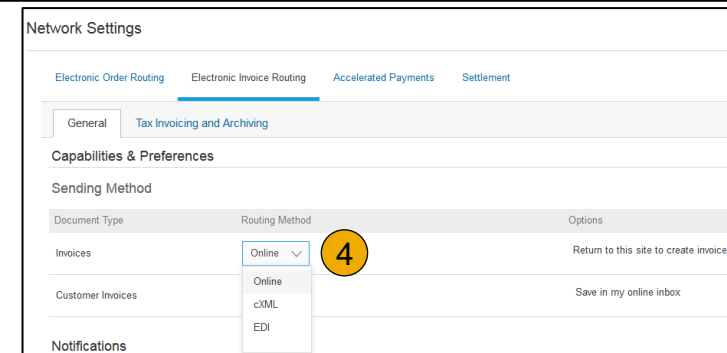 Network Settings
Electronic Order Routing Electronic Invoice Routing Accelerated Payments Settlement
General Tax Invoicing and Archiving
Capabilities & Preferences
Sending Method
Document Type Routing Method Options
Invoices Online 4 Return to this site to create invoice
Online
Customer Invoices Save in my online inbox
cXML
EDI
Notifications